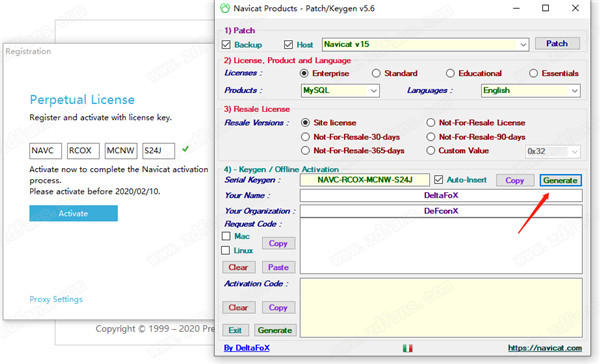 Registration
Perpetual License
Register and activate with license key.
NAVC RCOX MCNW S24J
Activate now to complete the Navicat activation
process.
Please activate before 2020/02/10.
Activate
Proxy Settings
Copyright © 1999 – 2020 Pre
Navicat Products - Patch/Keygen v5.6
1) Patch
Backup Host Navicat v15 Patch
2) License, Product and Language
Licenses : Enterprise Standard Educational Essentials
Products : MySQL Languages : English
3) Resale License
Resale Versions : Site license Not-For-Resale License
Not-For-Resale-30-days Not-For-Resale-90-days
Not-For-Resale-365-days Custom Value 0x32
4) - Keygen / Offline Activation
Serial Keygen : NAVC-RCOX-MCNW-S24J Auto-Insert Copy Generate
Your Name : DeltaFoX
Your Organization : DeFconX
Request Code :
Mac
Linux
Copy
Clear Paste
Activation Code :
Clear Copy
Exit Generate
By DeltaFoX https://navicat.com